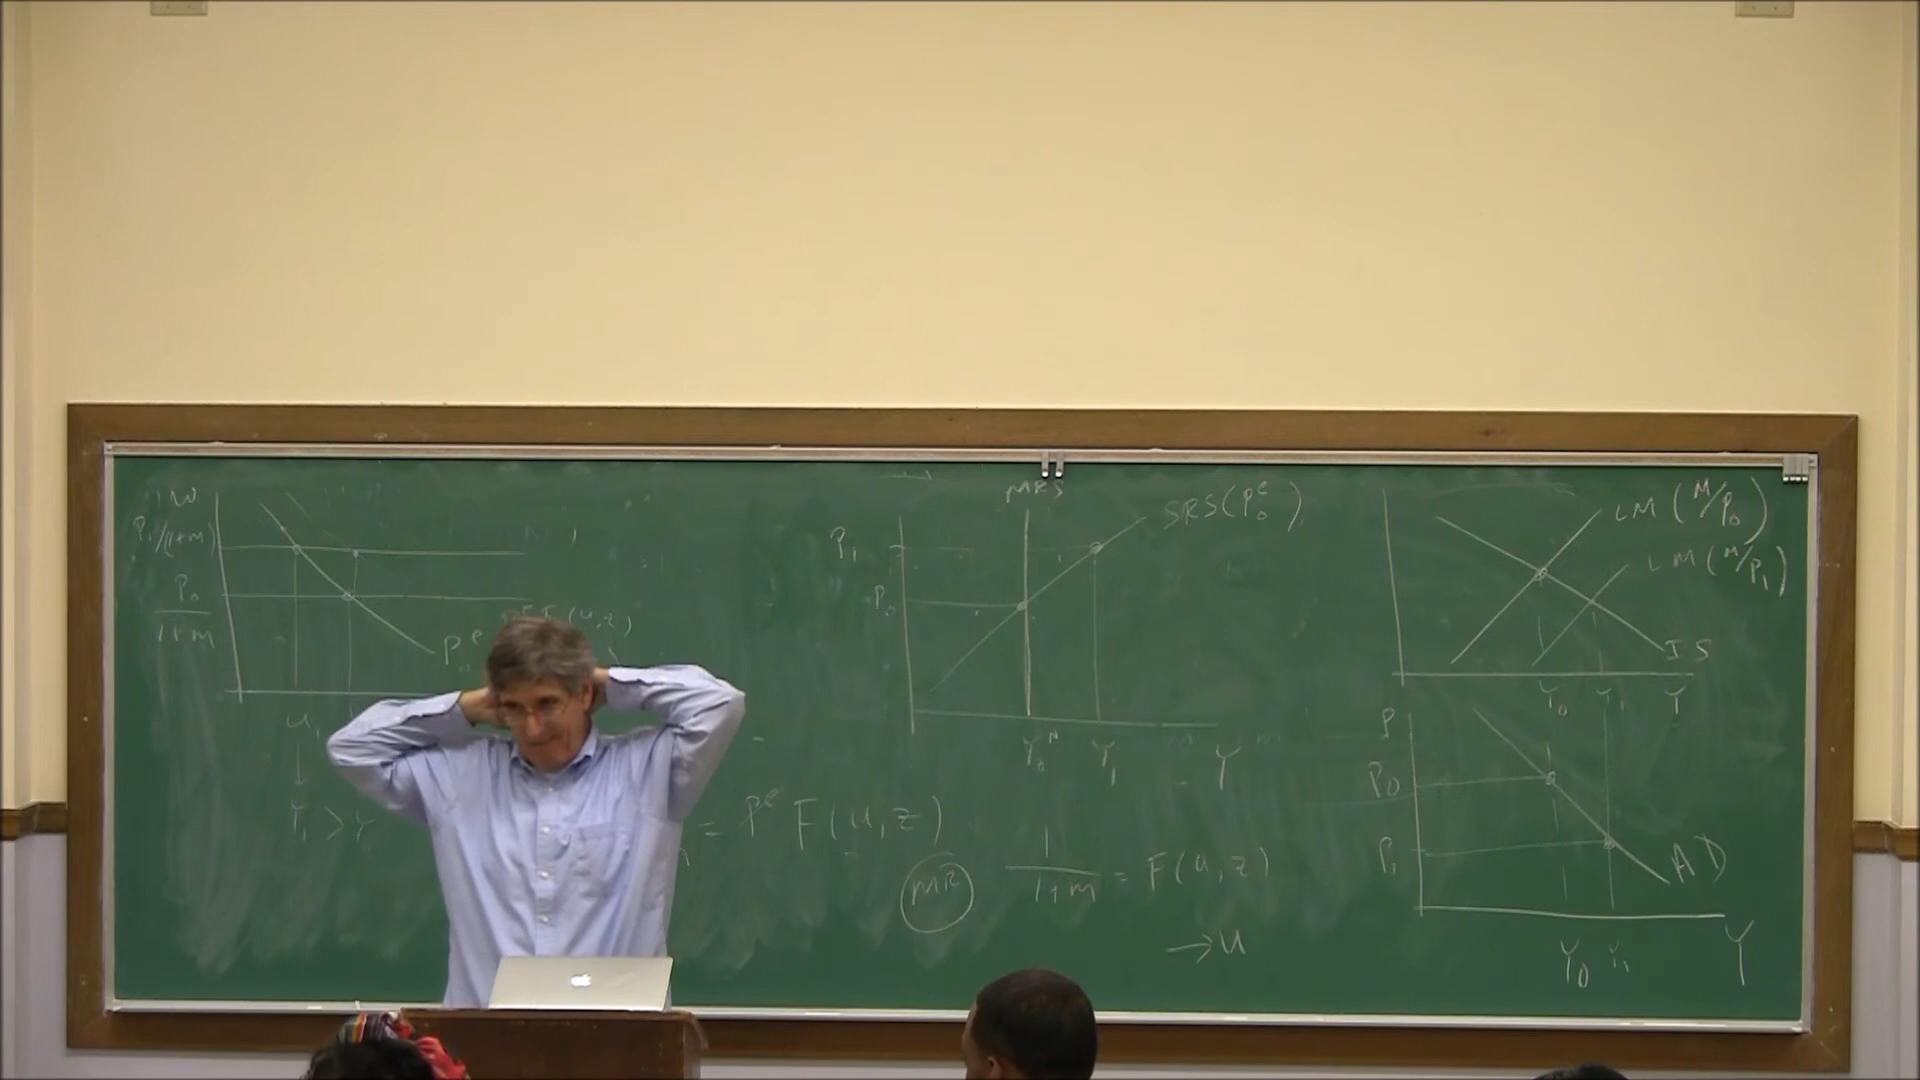 W
P₁/(1+m)
P₀
1+m
Pᵉ
u₁
Y₁ > Y
= Pᵉ F(u,z)
MRS
SRS(P₀ᵉ)
P₁
P₀
Y₀ᴺ Y₁ Y
MR
1
1+m = F(u,z)
→ u
LM (M/P₀)
LM (M/P₁)
IS
Y₀ Y₁ Y
P
P₀
P₁
AD
Y₀ Y₁ Y